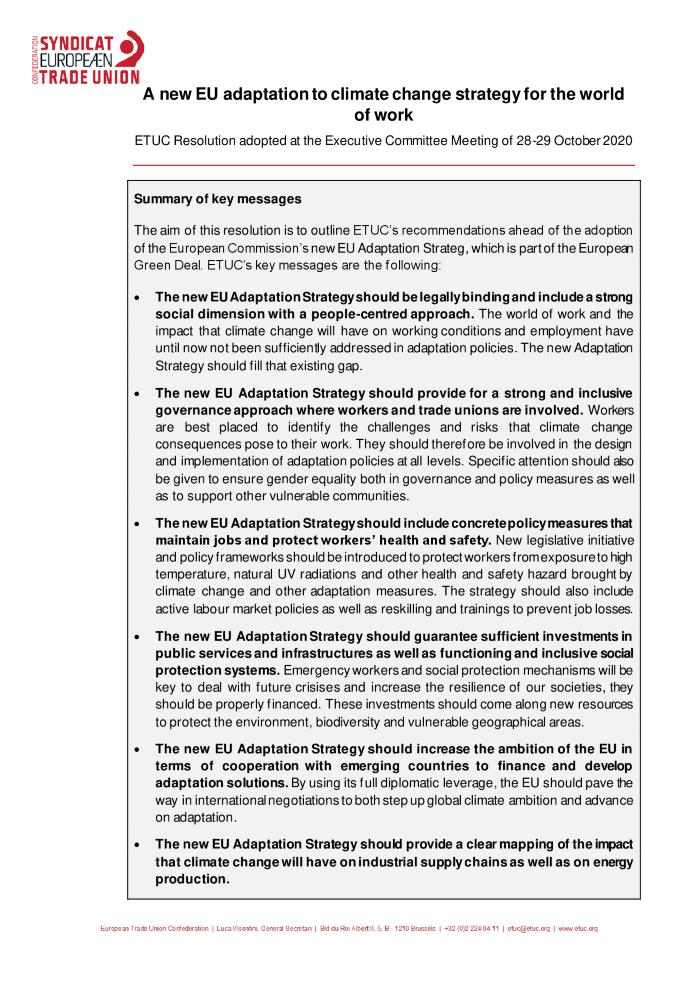 CONFEDERATION
SYNDICAT
EUROPEÆN
TRADE UNION
A new EU adaptation to climate change strategy for the world
of work
ETUC Resolution adopted at the Executive Committee Meeting of 28-29 October 2020
Summary of key messages
The aim of this resolution is to outline ETUC's recommendations ahead of the adoption
of the European Commission's new EU Adaptation Strateg, which is part of the European
Green Deal. ETUC's key messages are the following:
• The new EU Adaptation Strategy should be legally binding and include a strong
social dimension with a people-centred approach. The world of work and the
impact that climate change will have on working conditions and employment have
until now not been sufficiently addressed in adaptation policies. The new Adaptation
Strategy should fill that existing gap.
• The new EU Adaptation Strategy should provide for a strong and inclusive
governance approach where workers and trade unions are involved. Workers
are best placed to identify the challenges and risks that climate change
consequences pose to their work. They should therefore be involved in the design
and implementation of adaptation policies at all levels. Specific attention should also
be given to ensure gender equality both in governance and policy measures as well
as to support other vulnerable communities.
• The new EU Adaptation Strategy should include concrete policy measures that
maintain jobs and protect workers' health and safety. New legislative initiative
and policy frameworks should be introduced to protect workers from exposure to high
temperature, natural UV radiations and other health and safety hazard brought by
climate change and other adaptation measures. The strategy should also include
active labour market policies as well as reskilling and trainings to prevent job losses.
• The new EU Adaptation Strategy should guarantee sufficient investments in
public services and infrastructures as well as functioning and inclusive social
protection systems. Emergency workers and social protection mechanisms will be
key to deal with future crisises and increase the resilience of our societies, they
should be properly financed. These investments should come along new resources
to protect the environment, biodiversity and vulnerable geographical areas.
• The new EU Adaptation Strategy should increase the ambition of the EU in
terms of cooperation with emerging countries to finance and develop
adaptation solutions. By using its full diplomatic leverage, the EU should pave the
way in international negotiations to both step up global climate ambition and advance
on adaptation.
• The new EU Adaptation Strategy should provide a clear mapping of the impact
that climate change will have on industrial supply chains as well as on energy
production.
European Trade Union Confederation | Luca Visentini, General Secretary | Bld du Roi Albert II, 5, B - 1210 Brussels | +32 (0)2 224 04 11 | etuc@etuc.org | www.etuc.org